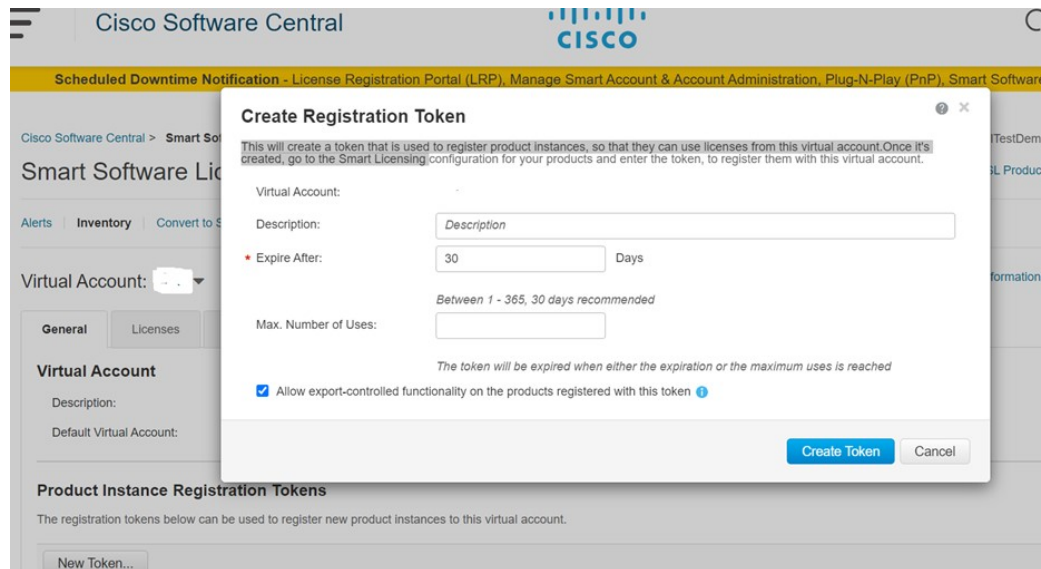 Cisco Software Central
CISCO
Scheduled Downtime Notification - License Registration Portal (LRP), Manage Smart Account & Account Administration, Plug-N-Play (PnP), Smart Software
Create Registration Token
Cisco Software Central > Smart Sof
lTestDem
This will create a token that is used to register product instances, so that they can use licenses from this virtual account.Once it's
created, go to the Smart Licensing configuration for your products and enter the token, to register them with this virtual account.
Smart Software Lic
SL Produc
Virtual Account:
Description:
Description
Alerts
Inventory
Convert to S
* Expire After:
30
Days
Virtual Account:
formation
Between 1 - 365, 30 days recommended
Max. Number of Uses:
General
Licenses
The token will be expired when either the expiration or the maximum uses is reached
Virtual Account
Allow export-controlled functionality on the products registered with this token
Description:
Default Virtual Account:
Create Token
Cancel
Product Instance Registration Tokens
The registration tokens below can be used to register new product instances to this virtual account.
New Token...